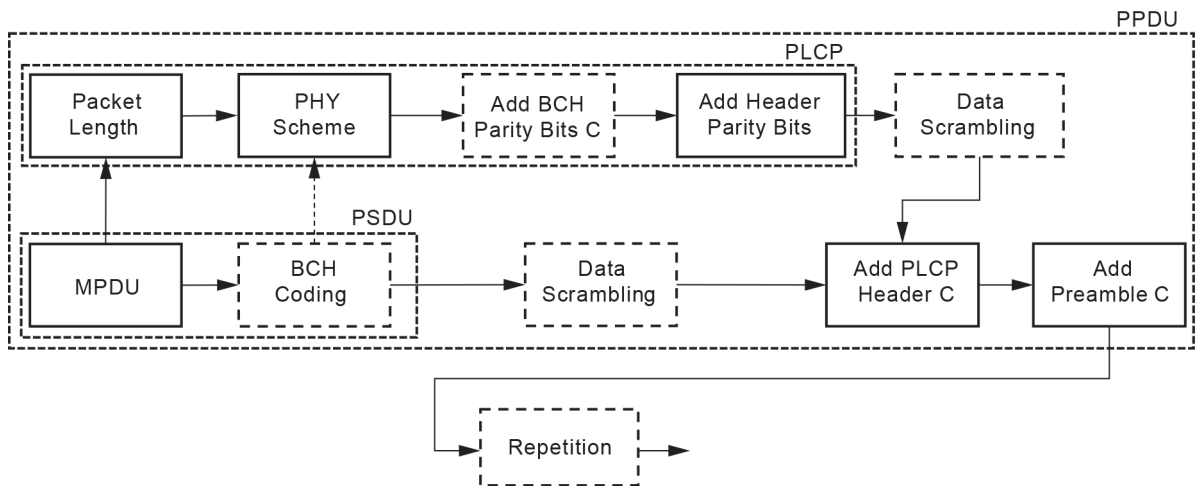 PPDU
PLCP
Packet
Length
PHY
Scheme
Add BCH
Parity Bits C
Add Header
Parity Bits
Data
Scrambling
PSDU
MPDU
BCH
Coding
Data
Scrambling
Add PLCP
Header C
Add
Preamble C
Repetition